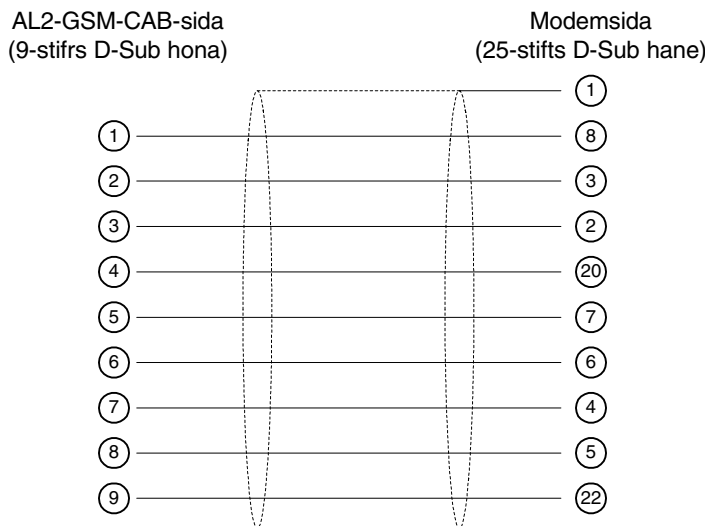 AL2-GSM-CAB-sida
(9-stifrs D-Sub hona)
Modemsida
(25-stifts D-Sub hane)
1
1 8
2 3
3 2
4 20
5 7
6 6
7 4
8 5
9 22